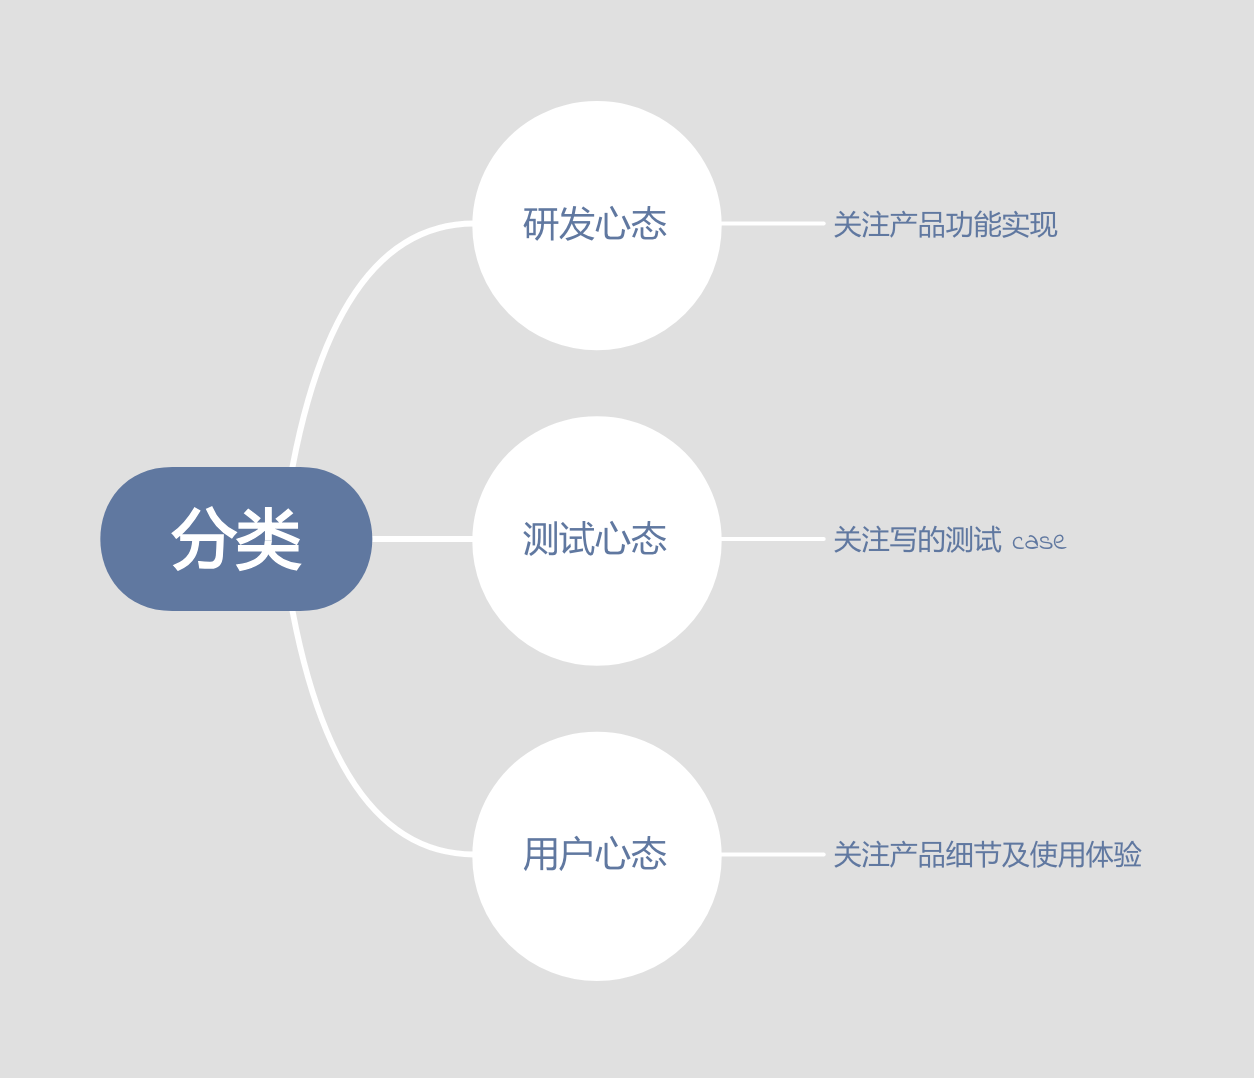 分类
研发心态
关注产品功能实现
测试心态
关注写的测试 case
用户心态
关注产品细节及使用体验